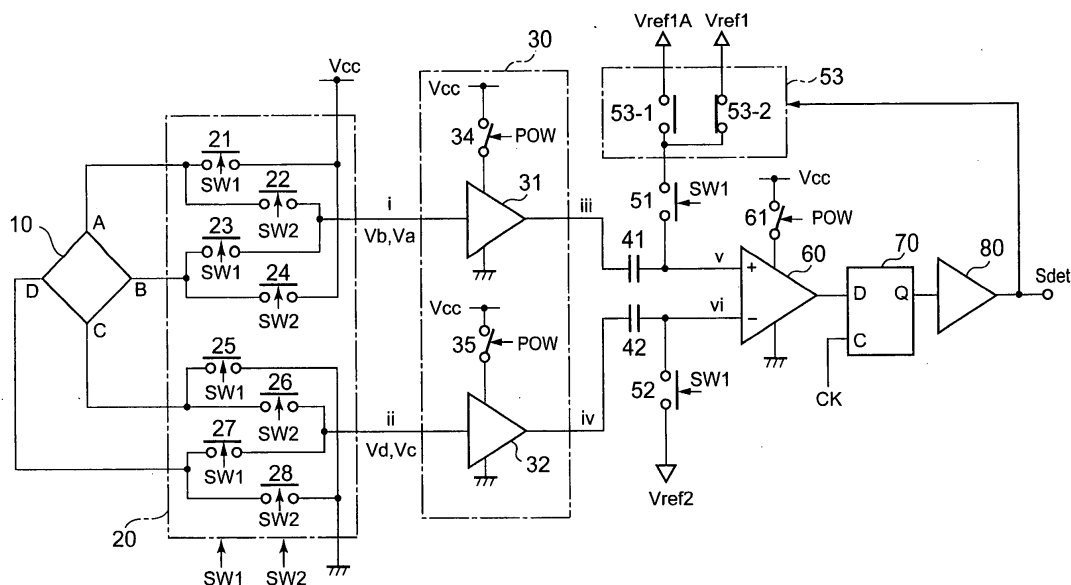 Vref1A Vref1
30
Vcc
53
Vcc
53-1 53-2
34 POW
21
SW1
22
SW2
31
51 SW1
Vcc
61 POW
10
A
i
iii
41
23
SW1
Vb,Va
v
+
60
70
80
D
B
24
SW2
D Q
Sdet
C
25
SW1
Vcc
35 POW
42
vi
−
C
26
SW2
52 SW1
CK
27
SW1
ii
iv
Vd,Vc
28
SW2
32
Vref2
20
SW1 SW2